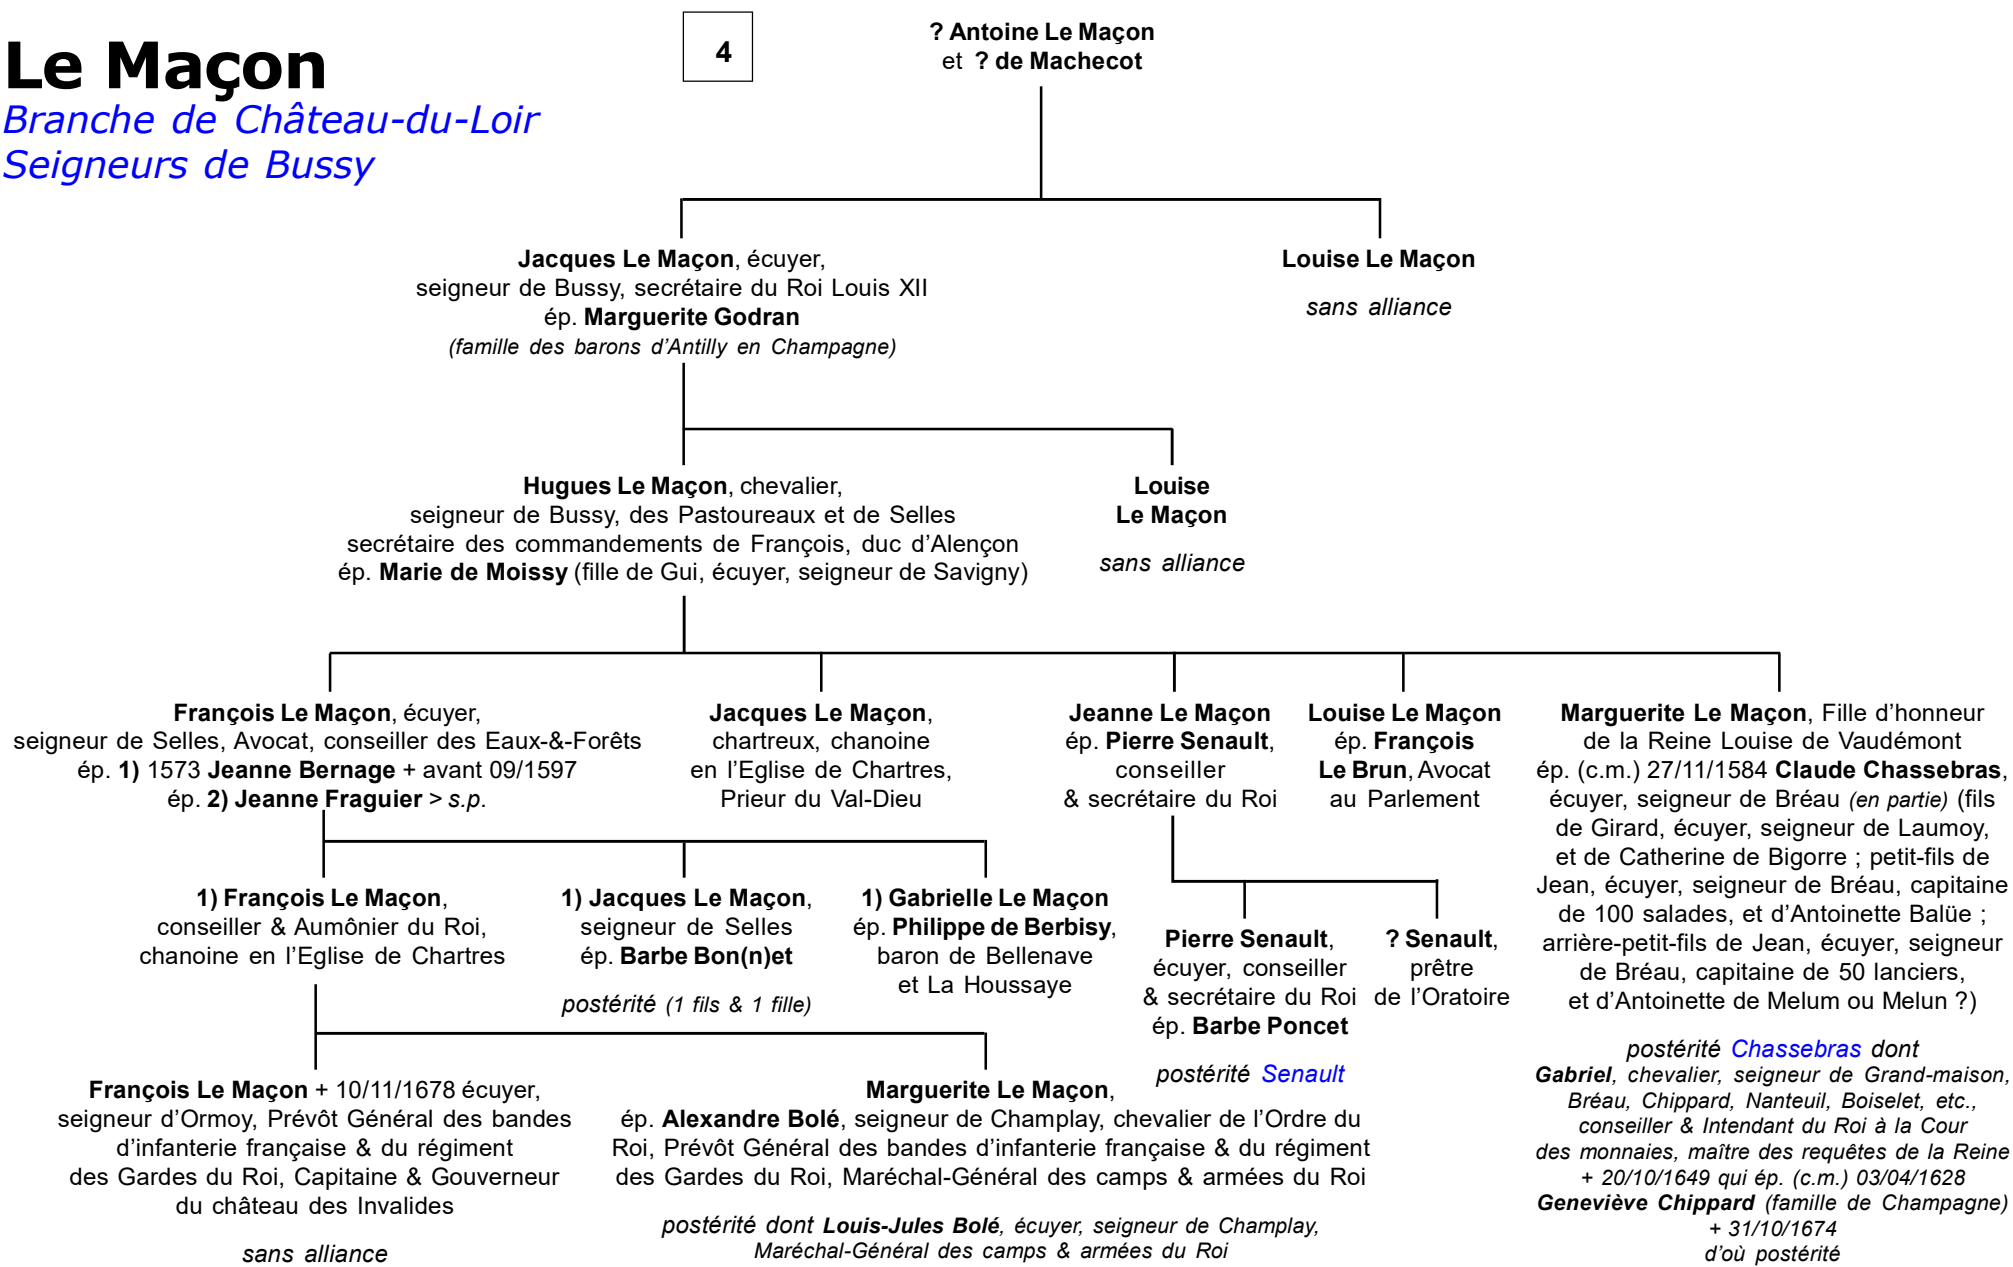 Le Maçon
Branche de Château-du-Loir
Seigneurs de Bussy
4
? Antoine Le Maçon
et ? de Machecot
Jacques Le Maçon, écuyer,
seigneur de Bussy, secrétaire du Roi Louis XII
ép. Marguerite Godran
(famille des barons d’Antilly en Champagne)
Louise Le Maçon
sans alliance
Hugues Le Maçon, chevalier,
seigneur de Bussy, des Pastoureaux et de Selles
secrétaire des commandements de François, duc d’Alençon
ép. Marie de Moissy (fille de Gui, écuyer, seigneur de Savigny)
Louise
Le Maçon
sans alliance
François Le Maçon, écuyer,
seigneur de Selles, Avocat, conseiller des Eaux-&-Forêts
ép. 1) 1573 Jeanne Bernage + avant 09/1597
ép. 2) Jeanne Fraguier > s.p.
Jacques Le Maçon,
chartreux, chanoine
en l’Eglise de Chartres,
Prieur du Val-Dieu
Jeanne Le Maçon
ép. Pierre Senault,
conseiller
& secrétaire du Roi
Louise Le Maçon
ép. François
Le Brun, Avocat
au Parlement
Marguerite Le Maçon, Fille d’honneur
de la Reine Louise de Vaudémont
ép. (c.m.) 27/11/1584 Claude Chassebras,
écuyer, seigneur de Bréau (en partie) (fils
de Girard, écuyer, seigneur de Laumoy,
et de Catherine de Bigorre ; petit-fils de
Jean, écuyer, seigneur de Bréau, capitaine
de 100 salades, et d’Antoinette Balüe ;
arrière-petit-fils de Jean, écuyer, seigneur
de Bréau, capitaine de 50 lanciers,
et d’Antoinette de Melum ou Melun ?)
postérité Chassebras dont
Gabriel, chevalier, seigneur de Grand-maison,
Bréau, Chippard, Nanteuil, Boiselet, etc.,
conseiller & Intendant du Roi à la Cour
des monnaies, maître des requêtes de la Reine
+ 20/10/1649 qui ép. (c.m.) 03/04/1628
Geneviève Chippard (famille de Champagne)
+ 31/10/1674
d’où postérité
1) François Le Maçon,
conseiller & Aumônier du Roi,
chanoine en l’Eglise de Chartres
1) Jacques Le Maçon,
seigneur de Selles
ép. Barbe Bon(n)et
postérité (1 fils & 1 fille)
1) Gabrielle Le Maçon
ép. Philippe de Berbisy,
baron de Bellenave
et La Houssaye
Pierre Senault,
écuyer, conseiller
& secrétaire du Roi
ép. Barbe Poncet
postérité Senault
? Senault,
prêtre
de l’Oratoire
François Le Maçon + 10/11/1678 écuyer,
seigneur d’Ormoy, Prévôt Général des bandes
d’infanterie française & du régiment
des Gardes du Roi, Capitaine & Gouverneur
du château des Invalides
sans alliance
Marguerite Le Maçon,
ép. Alexandre Bolé, seigneur de Champlay, chevalier de l’Ordre du
Roi, Prévôt Général des bandes d’infanterie française & du régiment
des Gardes du Roi, Maréchal-Général des camps & armées du Roi
postérité dont Louis-Jules Bolé, écuyer, seigneur de Champlay,
Maréchal-Général des camps & armées du Roi